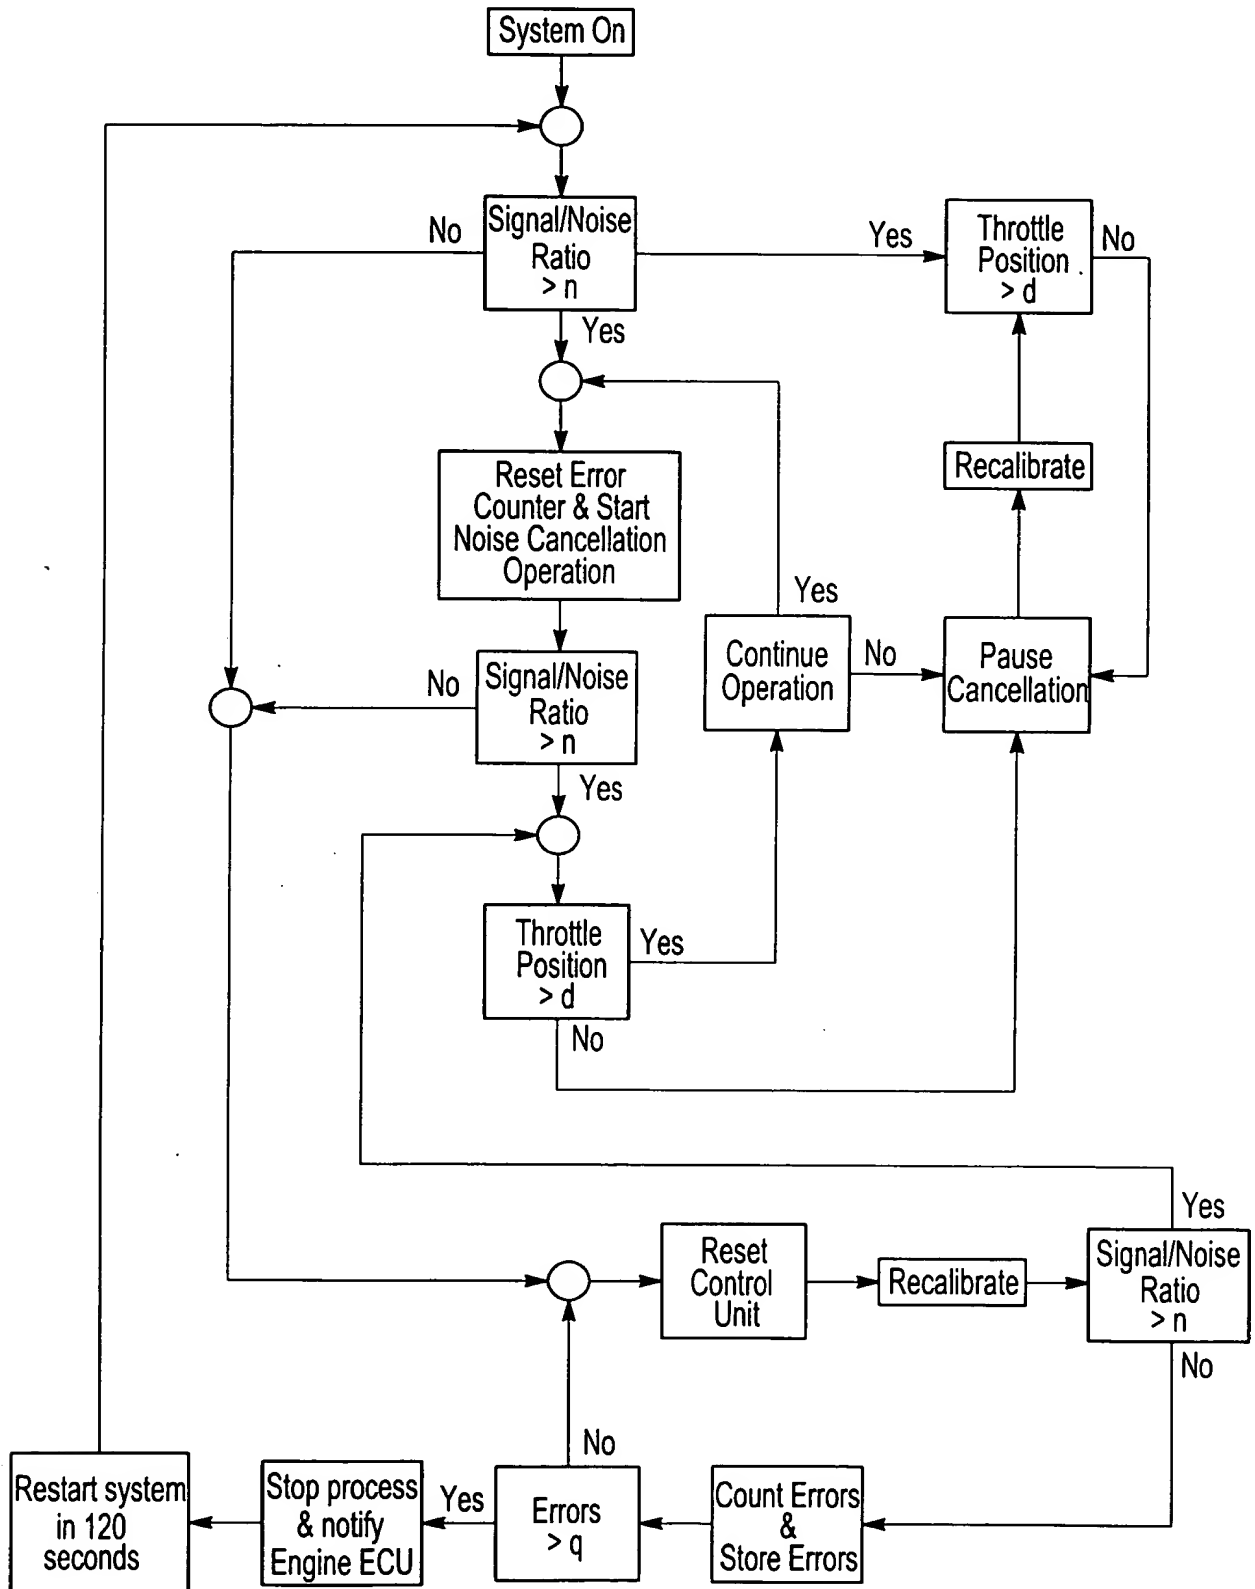 System On
No
Signal/Noise
Ratio
> n
Yes
Throttle
Position
> d
No
Yes
Recalibrate
Reset Error
Counter & Start
Noise Cancellation
Operation
Yes
Continue
Operation
No
Pause
Cancellation
No
Signal/Noise
Ratio
> n
Yes
Throttle
Position
> d
Yes
No
Yes
Reset
Control
Unit
Recalibrate
Signal/Noise
Ratio
> n
No
No
Restart system
in 120
seconds
Stop process
& notify
Engine ECU
Yes
Errors
> q
Count Errors
&
Store Errors